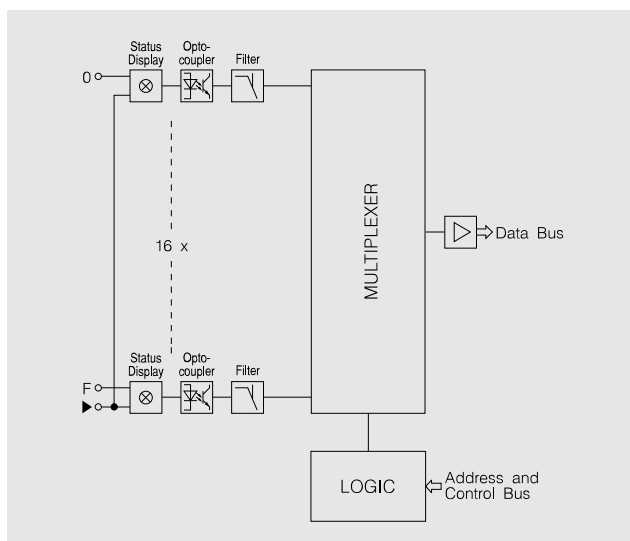 Status
Display
Opto-
coupler
Filter
0
MULTIPLEXER
Data Bus
16 x
Status
Display
Opto-
coupler
Filter
F
LOGIC
Address and
Control Bus